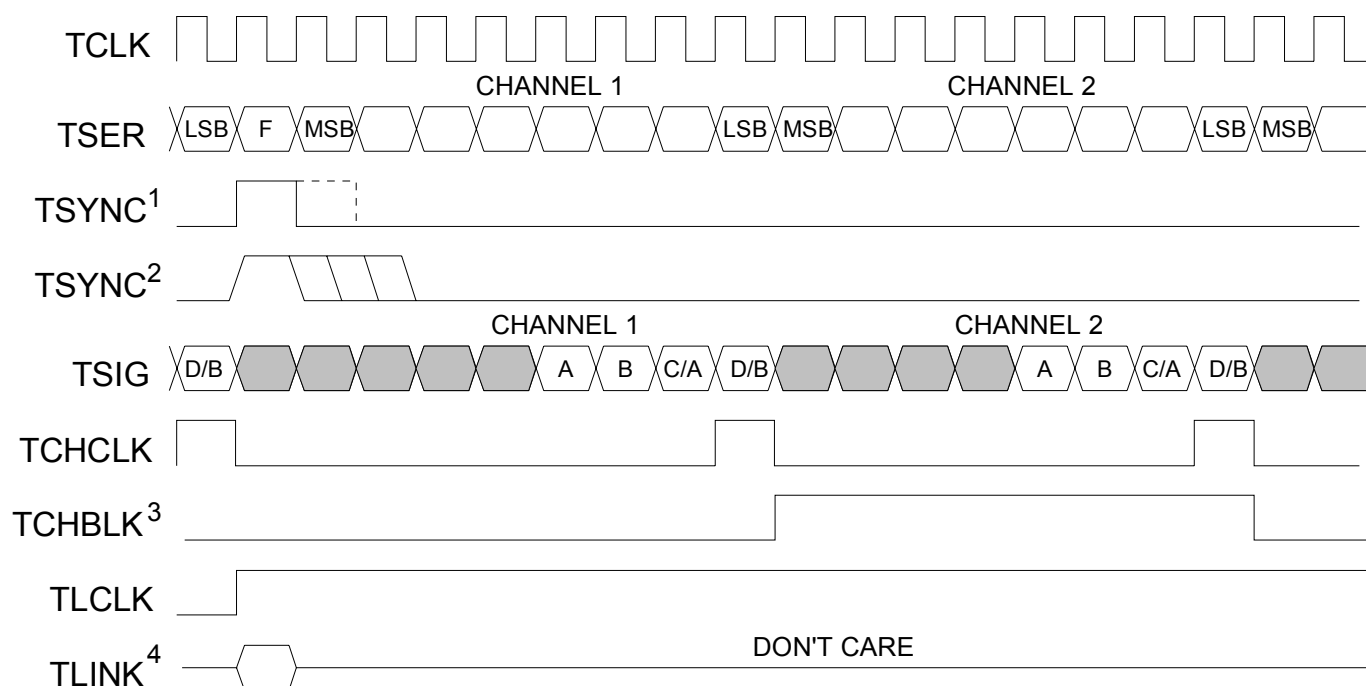 TCLK
CHANNEL 1 CHANNEL 2
TSER LSB F MSB LSB MSB LSB MSB
TSYNC1
TSYNC2
CHANNEL 1 CHANNEL 2
TSIG D/B A B C/A D/B A B C/A D/B
TCHCLK
TCHBLK3
TLCLK
DON'T CARE
TLINK4